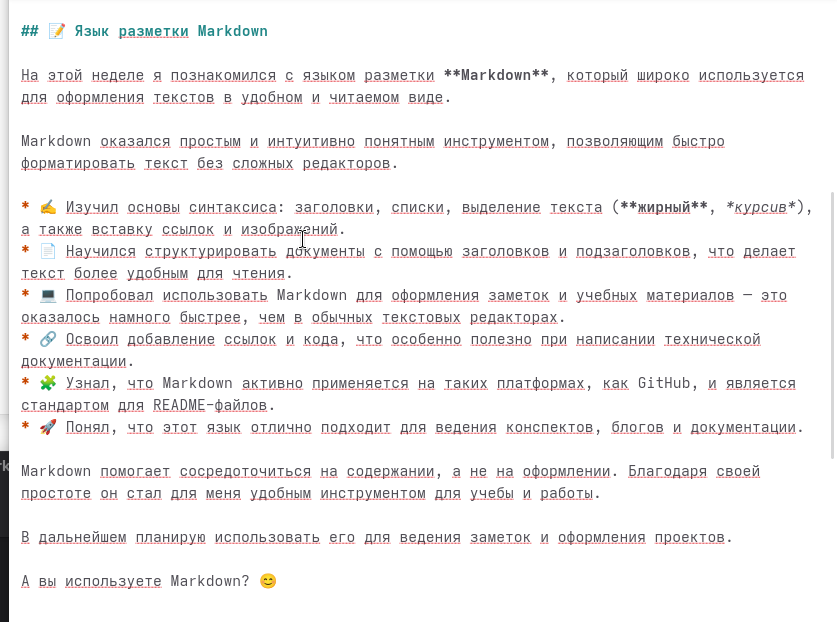 ## 📝 Язык разметки Markdown
На этой неделе я познакомился с языком разметки **Markdown**, который широко используется
для оформления текстов в удобном и читаемом виде.
Markdown оказался простым и интуитивно понятным инструментом, позволяющим быстро
форматировать текст без сложных редакторов.
* ✍️ Изучил основы синтаксиса: заголовки, списки, выделение текста (**жирный**, *курсив*),
а также вставку ссылок и изображений.
* 📄 Научился структурировать документы с помощью заголовков и подзаголовков, что делает
текст более удобным для чтения.
* 💻 Попробовал использовать Markdown для оформления заметок и учебных материалов — это
оказалось намного быстрее, чем в обычных текстовых редакторах.
* 🔗 Освоил добавление ссылок и кода, что особенно полезно при написании технической
документации.
* 🧩 Узнал, что Markdown активно применяется на таких платформах, как GitHub, и является
стандартом для README-файлов.
* 🚀 Понял, что этот язык отлично подходит для ведения конспектов, блогов и документации.
Markdown помогает сосредоточиться на содержании, а не на оформлении. Благодаря своей
простоте он стал для меня удобным инструментом для учебы и работы.
В дальнейшем планирую использовать его для ведения заметок и оформления проектов.
А вы используете Markdown? 😊